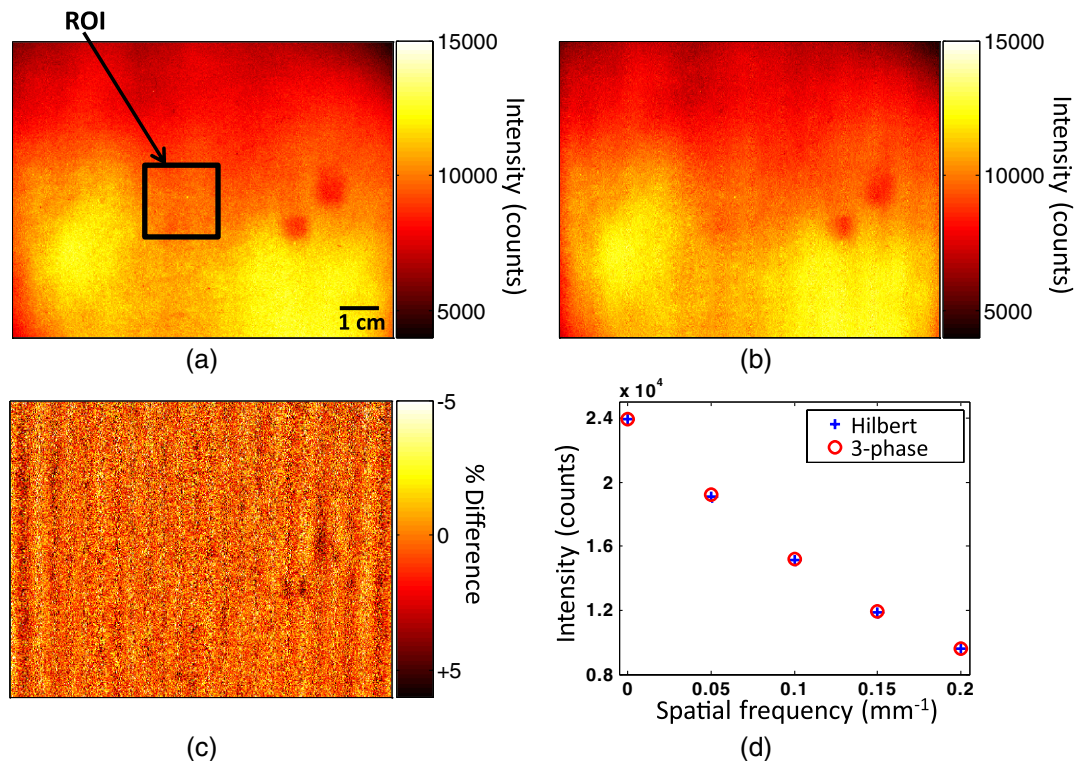 ROI
15000
10000
5000
Intensity (counts)
1 cm
(a)
15000
10000
5000
Intensity (counts)
(b)
-5
0
+5
% Difference
(c)
x 10⁴
2.4
2
1.6
1.2
0.8
Intensity (counts)
Hilbert
3-phase
0 0.05 0.1 0.15 0.2
Spatial frequency (mm⁻¹)
(d)